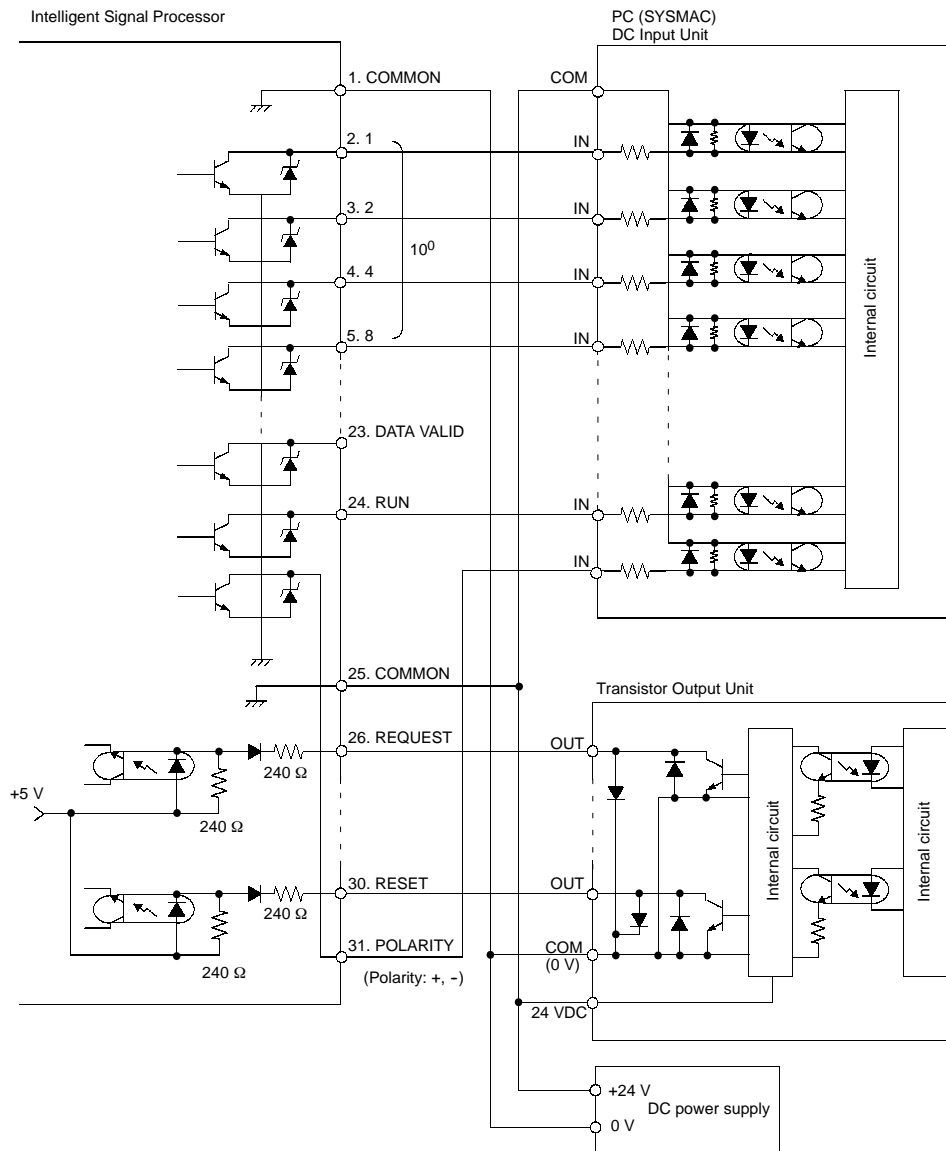 Intelligent Signal Processor
PC (SYSMAC)
DC Input Unit
1. COMMON
COM
2. 1
IN
3. 2
IN
10⁰
4. 4
IN
5. 8
IN
Internal circuit
23. DATA VALID
24. RUN
IN
IN
25. COMMON
Transistor Output Unit
26. REQUEST
OUT
240 Ω
+5 V
240 Ω
Internal circuit
Internal circuit
30. RESET
OUT
240 Ω
31. POLARITY
COM
(0 V)
240 Ω
(Polarity: +, -)
24 VDC
+24 V
DC power supply
0 V